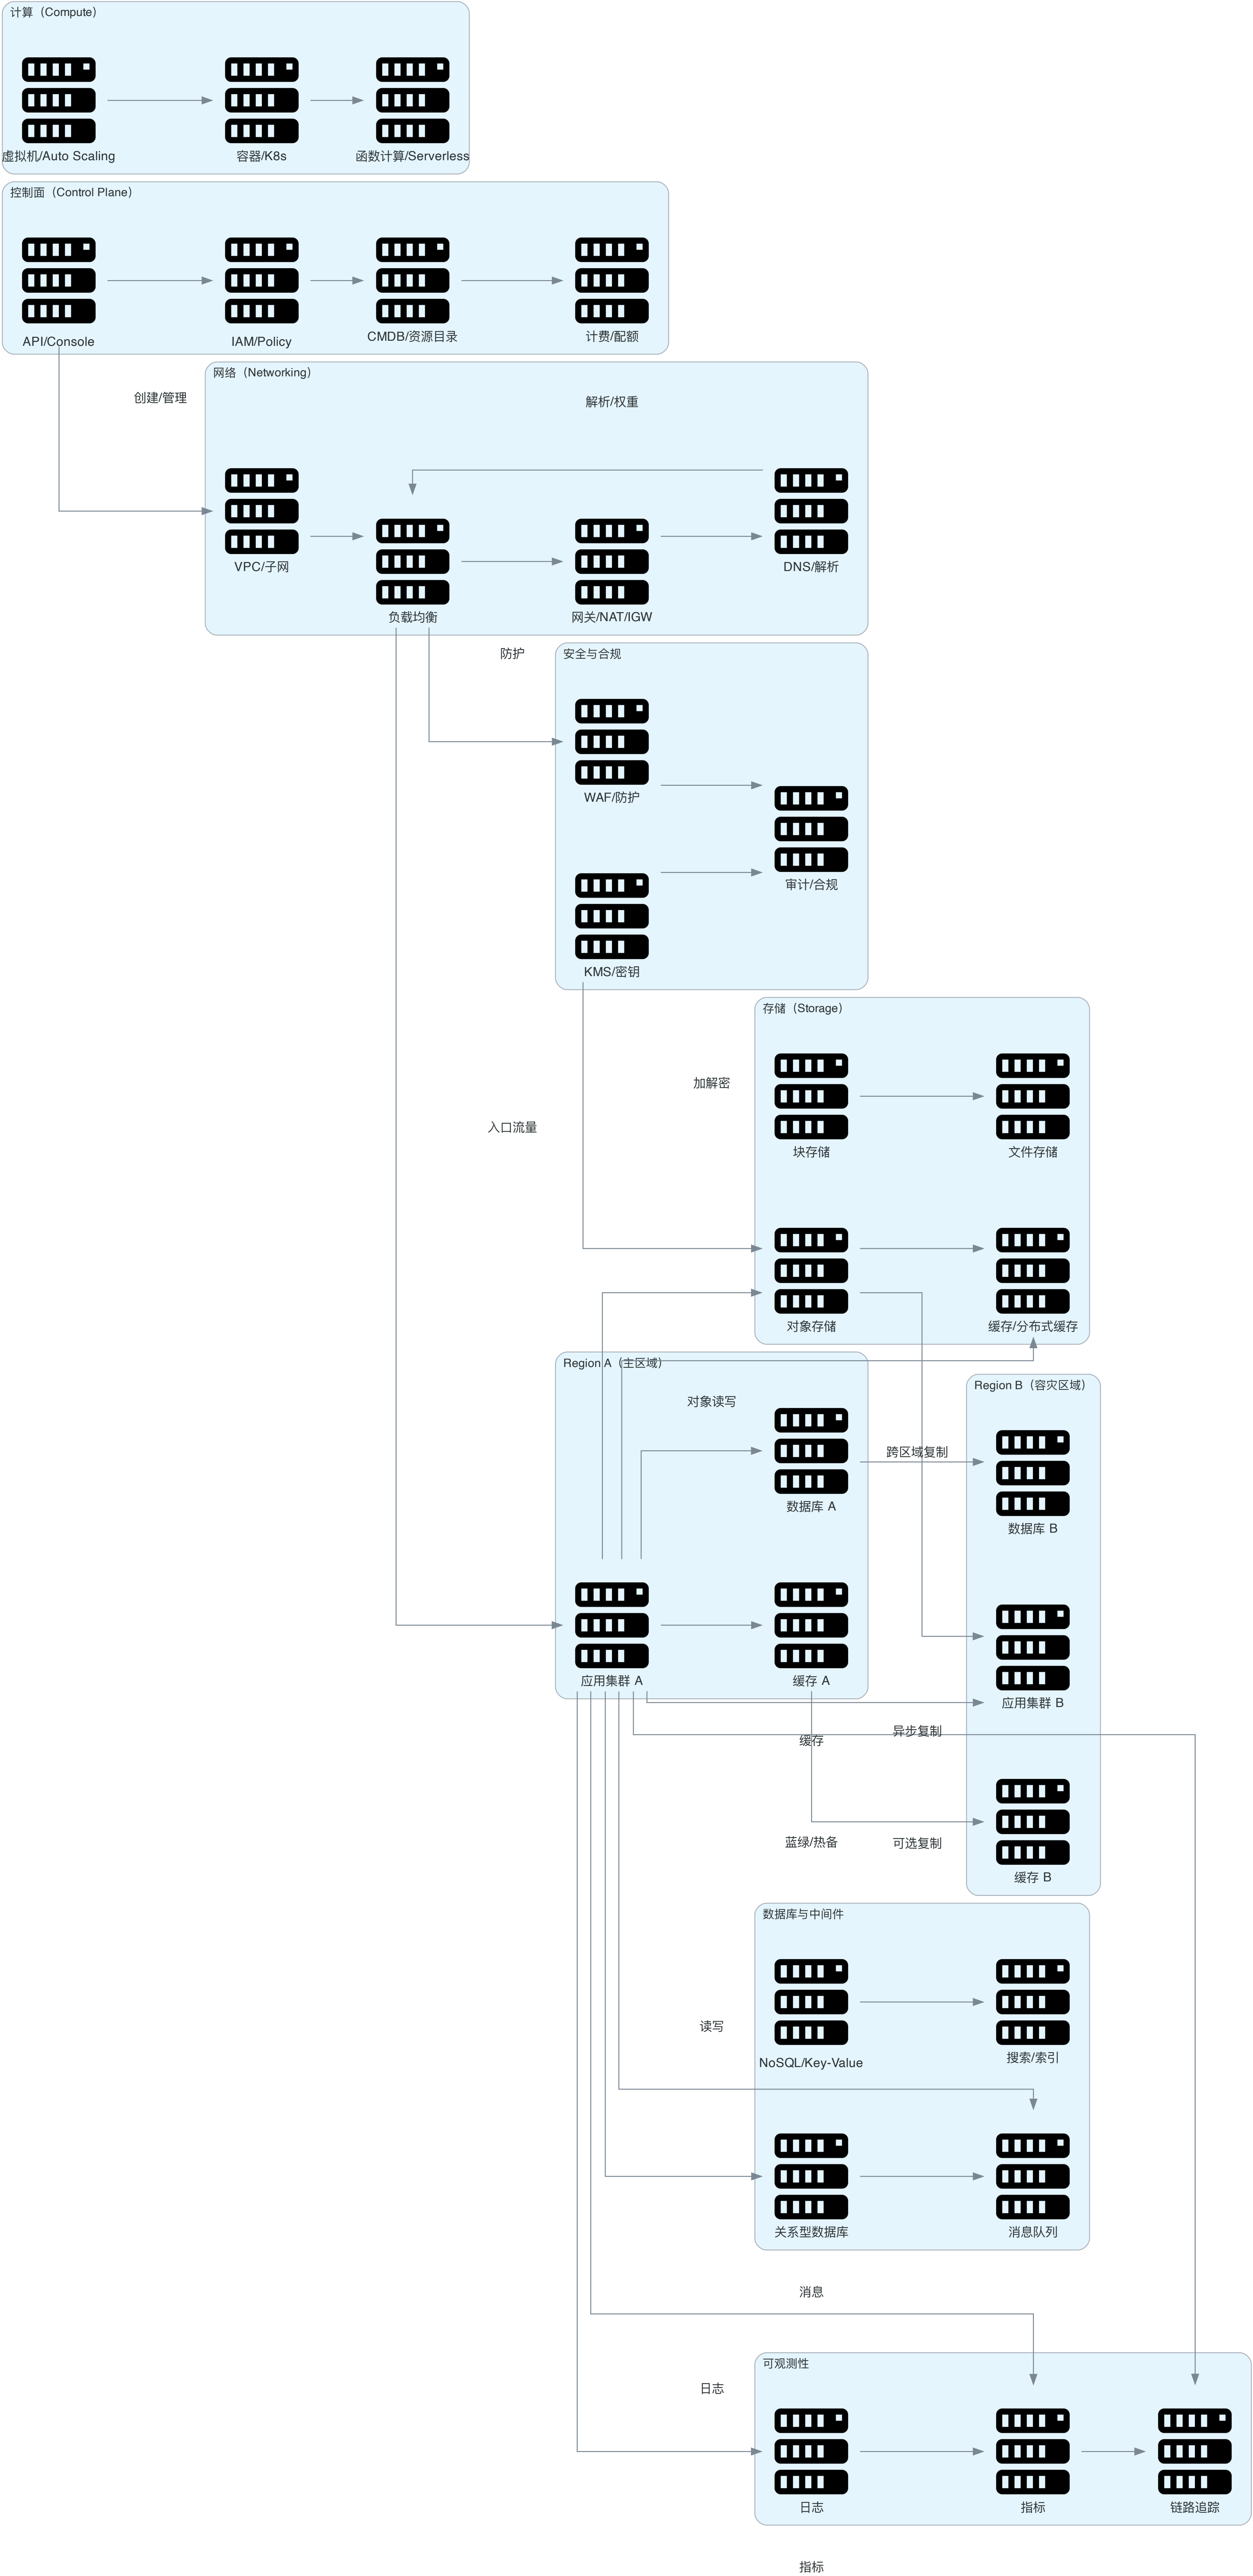 计算（Compute）
虚拟机/Auto Scaling
容器/K8s
函数计算/Serverless
控制面（Control Plane）
API/Console
IAM/Policy
CMDB/资源目录
计费/配额
创建/管理
网络（Networking）
解析/权重
VPC/子网
负载均衡
网关/NAT/IGW
DNS/解析
防护
安全与合规
WAF/防护
审计/合规
KMS/密钥
存储（Storage）
加解密
入口流量
块存储
文件存储
对象存储
缓存/分布式缓存
Region A（主区域）
Region B（容灾区域）
对象读写
跨区域复制
数据库 A
数据库 B
应用集群 A
缓存 A
应用集群 B
异步复制
缓存
蓝绿/热备
可选复制
缓存 B
数据库与中间件
读写
NoSQL/Key-Value
搜索/索引
关系型数据库
消息队列
消息
可观测性
日志
日志
指标
链路追踪
指标